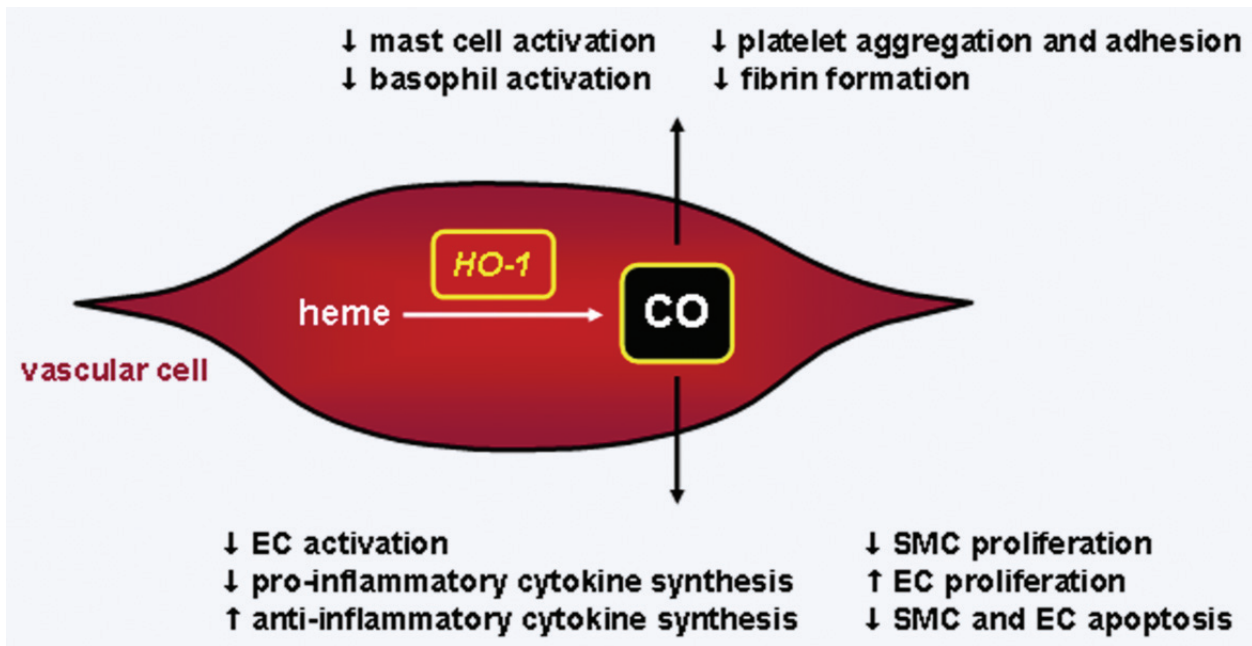 ↓ mast cell activation
↓ basophil activation
↓ platelet aggregation and adhesion
↓ fibrin formation
HO-1
heme
CO
vascular cell
↓ EC activation
↓ pro-inflammatory cytokine synthesis
↑ anti-inflammatory cytokine synthesis
↓ SMC proliferation
↑ EC proliferation
↓ SMC and EC apoptosis